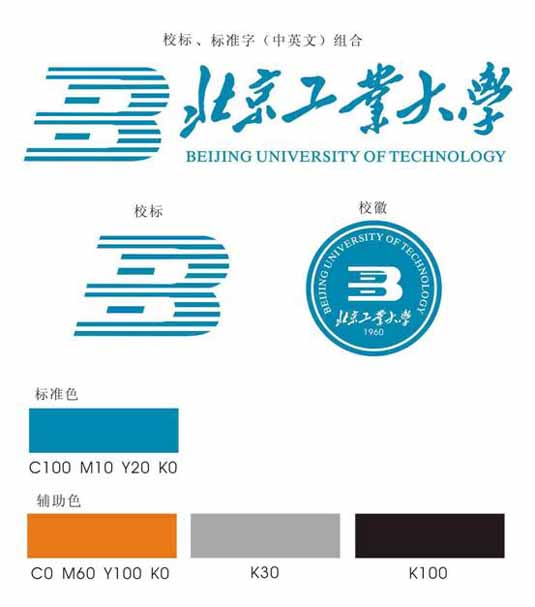 校标、标准字（中英文）组合
北京工業大學
BEIJING UNIVERSITY OF TECHNOLOGY
校标
校徽
BEIJING UNIVERSITY OF TECHNOLOGY
北京工業大學
1960
标准色
C100 M10 Y20 K0
辅助色
C0 M60 Y100 K0
K30
K100